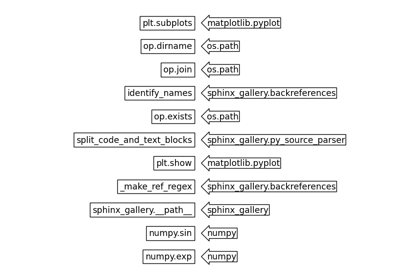 plt.subplots matplotlib.pyplot
op.dirname os.path
op.join os.path
identify_names sphinx_gallery.backreferences
op.exists os.path
split_code_and_text_blocks sphinx_gallery.py_source_parser
plt.show matplotlib.pyplot
_make_ref_regex sphinx_gallery.backreferences
sphinx_gallery.__path__ sphinx_gallery
numpy.sin numpy
numpy.exp numpy